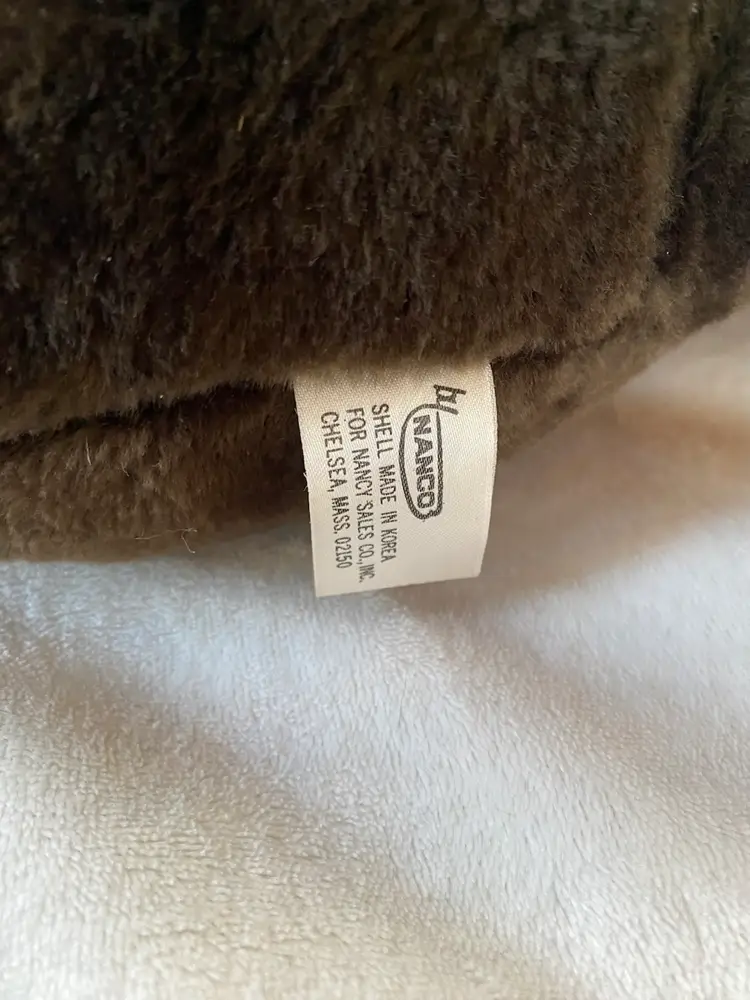 by
NANCO
SHELL MADE IN KOREA
FOR NANCY SALES CO., INC.
CHELSEA, MASS. 02150